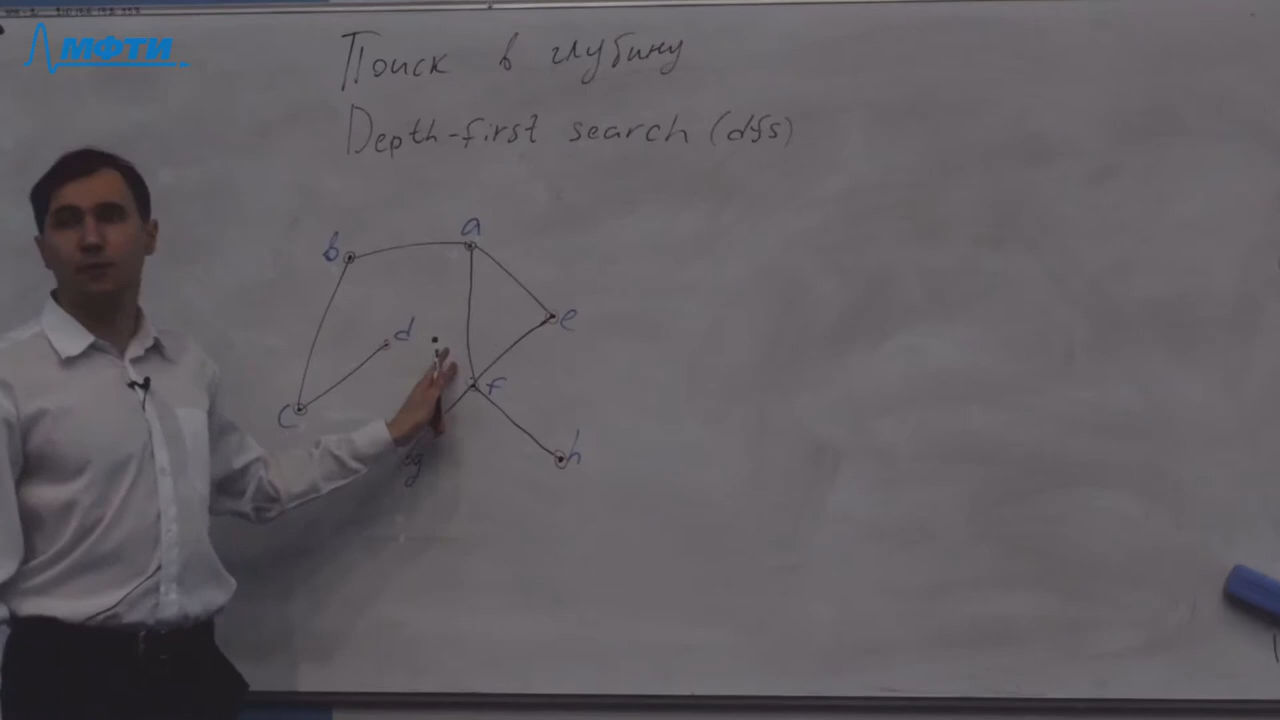 МФТИ
Поиск в глубину
Depth-first search (dfs)
a
b
d
e
f
c
h
g